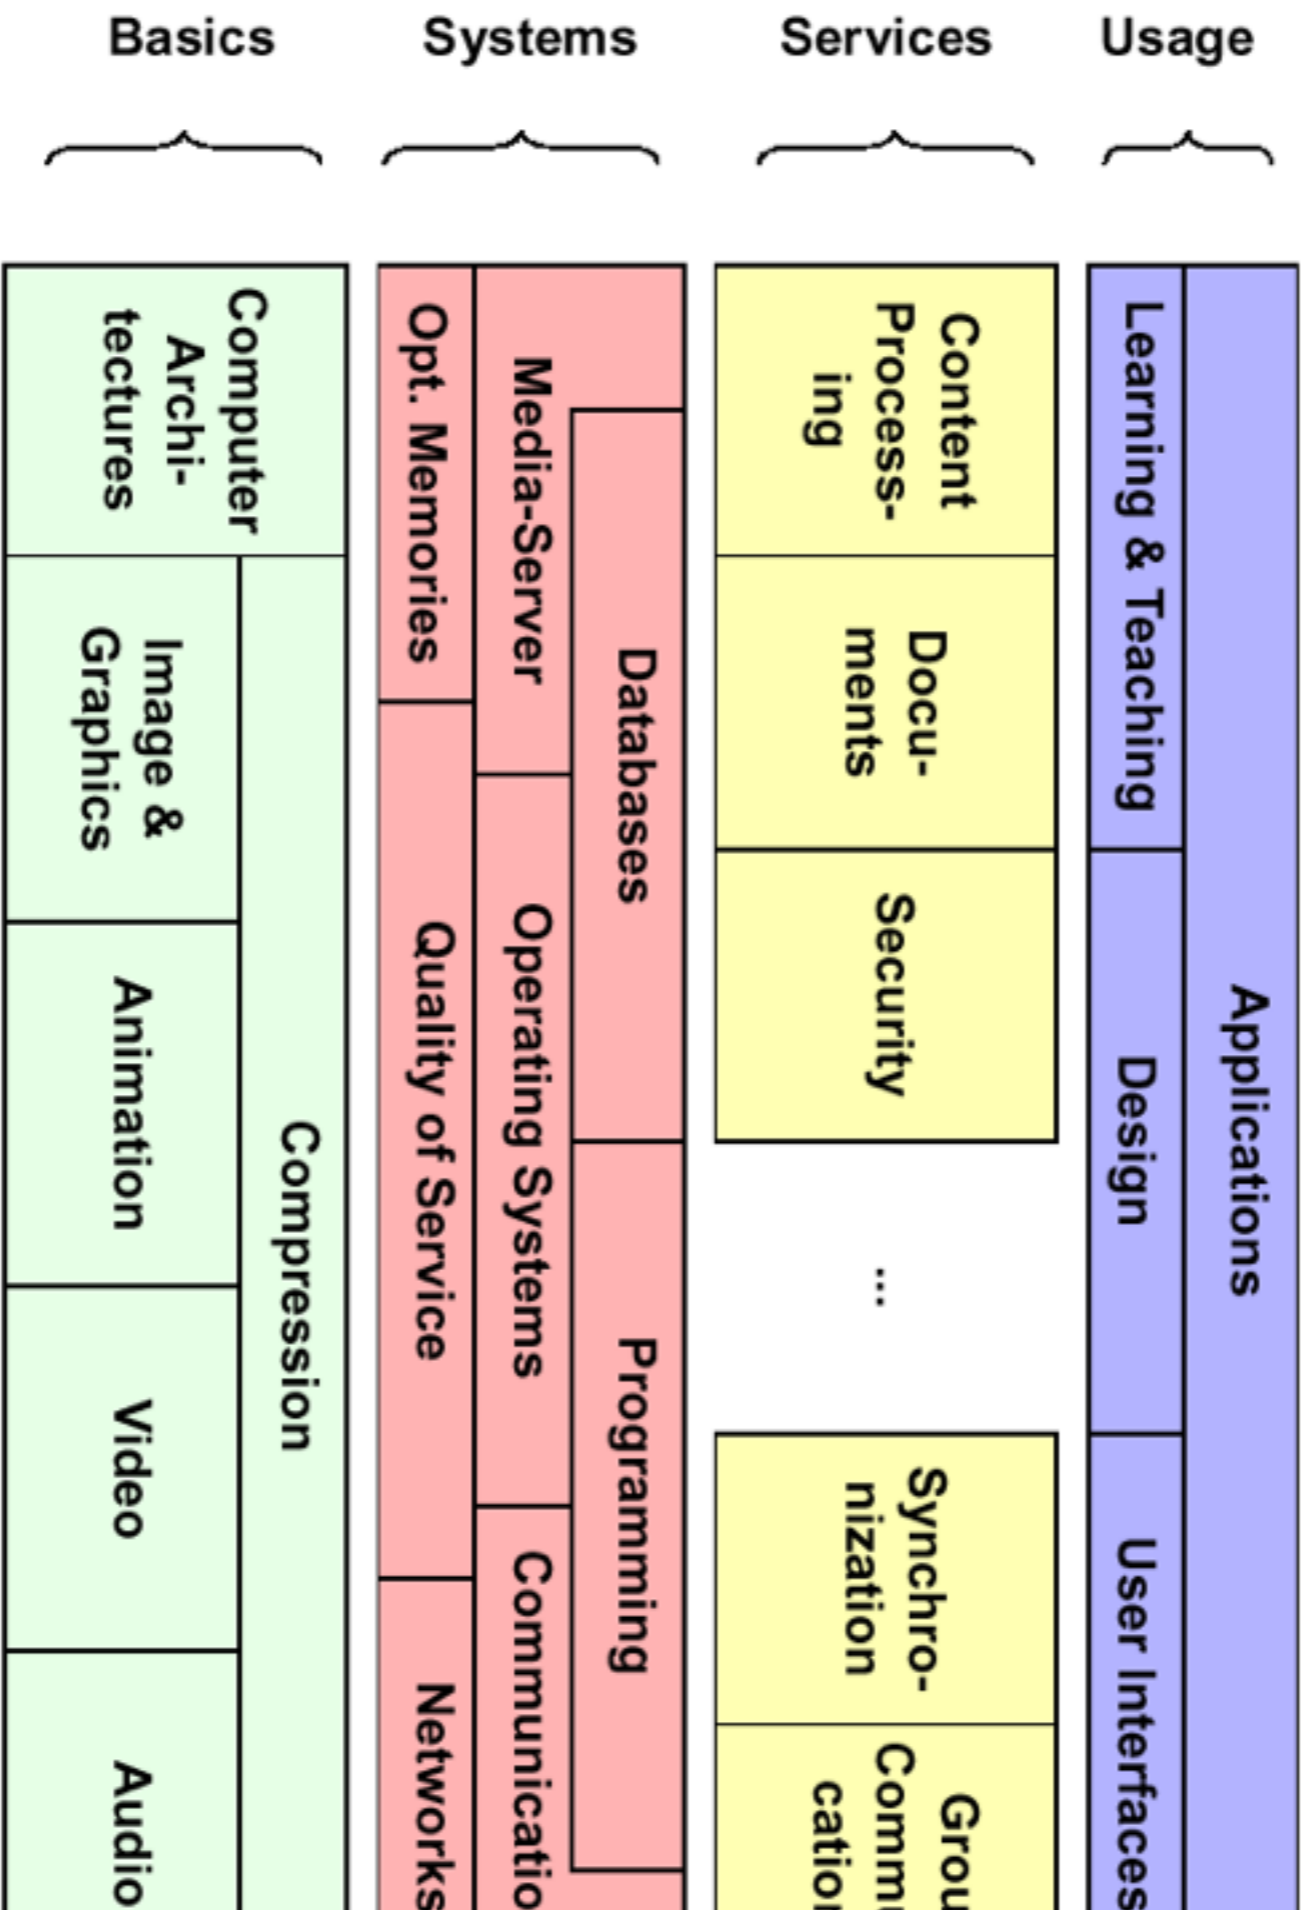 Basics
Systems
Services
Usage
Applications
Learning & Teaching
Design
User Interfaces
Content
Process-
ing
Docu-
ments
Security
...
Synchro-
nization
Databases
Programming
Media-Server
Operating Systems
Opt. Memories
Quality of Service
Networks
Computer
Archi-
tectures
Compression
Image &
Graphics
Animation
Video
Audio